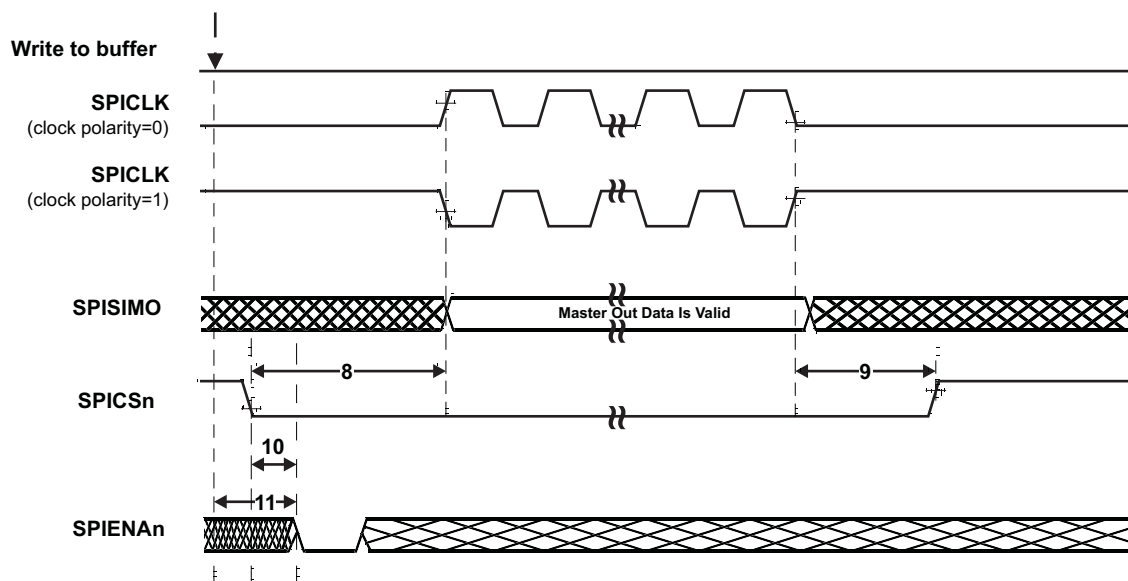 Write to buffer
SPICLK
(clock polarity=0)
SPICLK
(clock polarity=1)
SPISIMO
Master Out Data Is Valid
8
9
SPICSn
10
11
SPIENAn